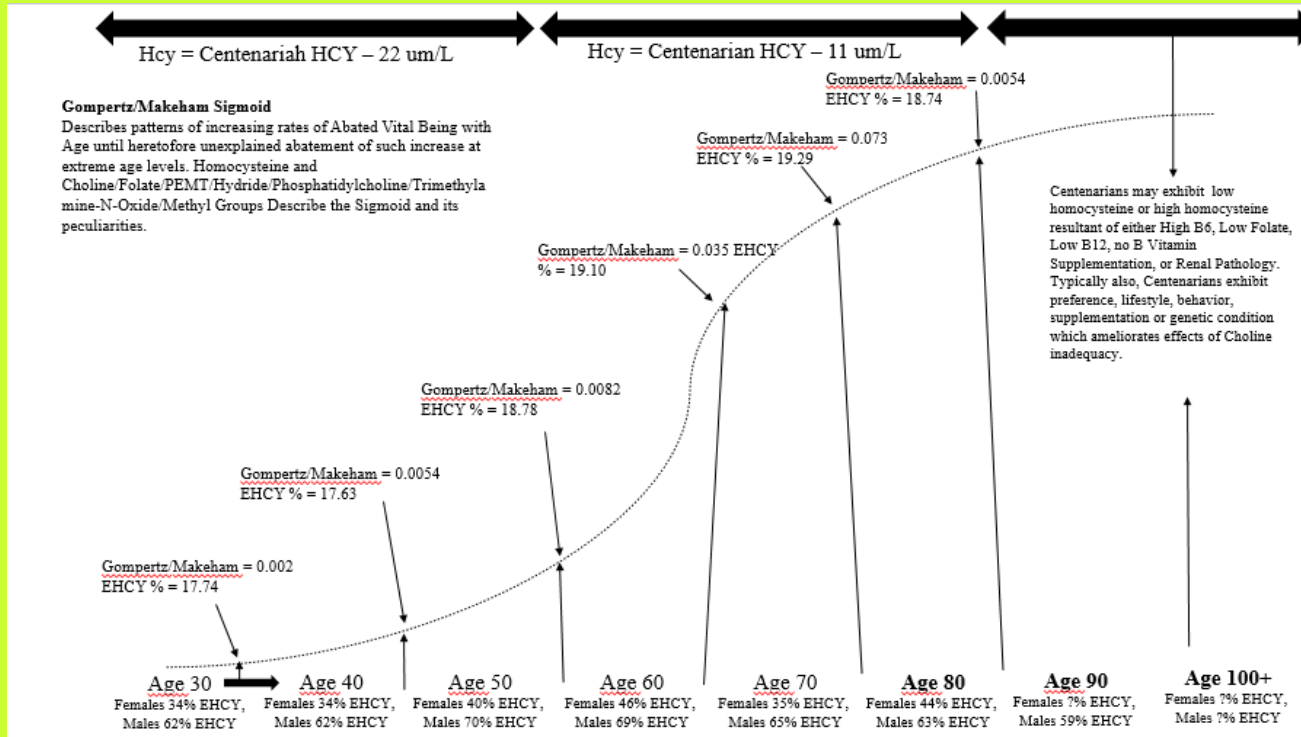 Hcy = Centenariah HCY – 22 um/L
Hcy = Centenarian HCY – 11 um/L
Gompertz/Makeham Sigmoid
Describes patterns of increasing rates of Abated Vital Being with
Age until heretofore unexplained abatement of such increase at
extreme age levels. Homocysteine and
Choline/Folate/PEMT/Hydride/Phosphatidylcholine/Trimethyla
mine-N-Oxide/Methyl Groups Describe the Sigmoid and its
peculiarities.
Gompertz/Makeham = 0.0054
EHCY % = 18.74
Gompertz/Makeham = 0.073
EHCY % = 19.29
Gompertz/Makeham = 0.035 EHCY
% = 19.10
Gompertz/Makeham = 0.0082
EHCY % = 18.78
Gompertz/Makeham = 0.0054
EHCY % = 17.63
Gompertz/Makeham = 0.002
EHCY % = 17.74
Centenarians may exhibit low
homocysteine or high homocysteine
resultant of either High B6, Low Folate,
Low B12, no B Vitamin
Supplementation, or Renal Pathology.
Typically also, Centenarians exhibit
preference, lifestyle, behavior,
supplementation or genetic condition
which ameliorates effects of Choline
inadequacy.
Age 30
Females 34% EHCY,
Males 62% EHCY
Age 40
Females 34% EHCY,
Males 62% EHCY
Age 50
Females 40% EHCY,
Males 70% EHCY
Age 60
Females 46% EHCY,
Males 69% EHCY
Age 70
Females 35% EHCY,
Males 65% EHCY
Age 80
Females 44% EHCY,
Males 63% EHCY
Age 90
Females ?% EHCY,
Males 59% EHCY
Age 100+
Females ?% EHCY,
Males ?% EHCY